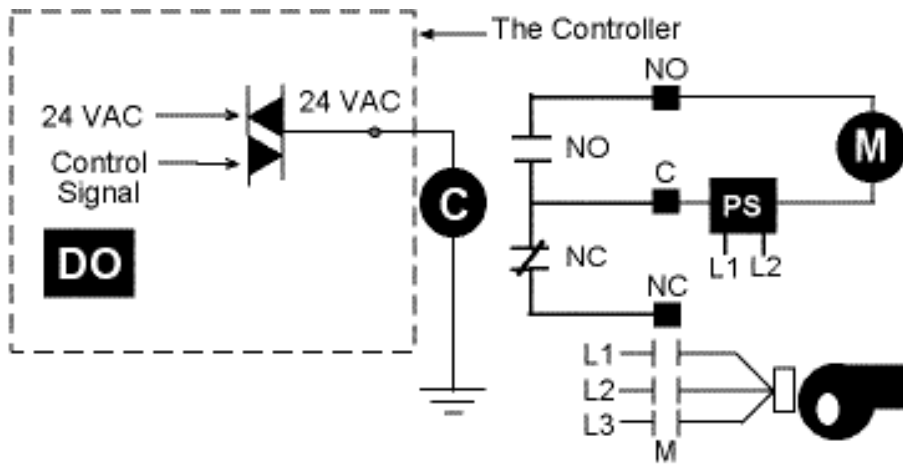 The Controller
24 VAC
24 VAC
Control
Signal
DO
C
NO
NO
C
PS
M
L1 L2
NC
NC
L1
L2
L3
M